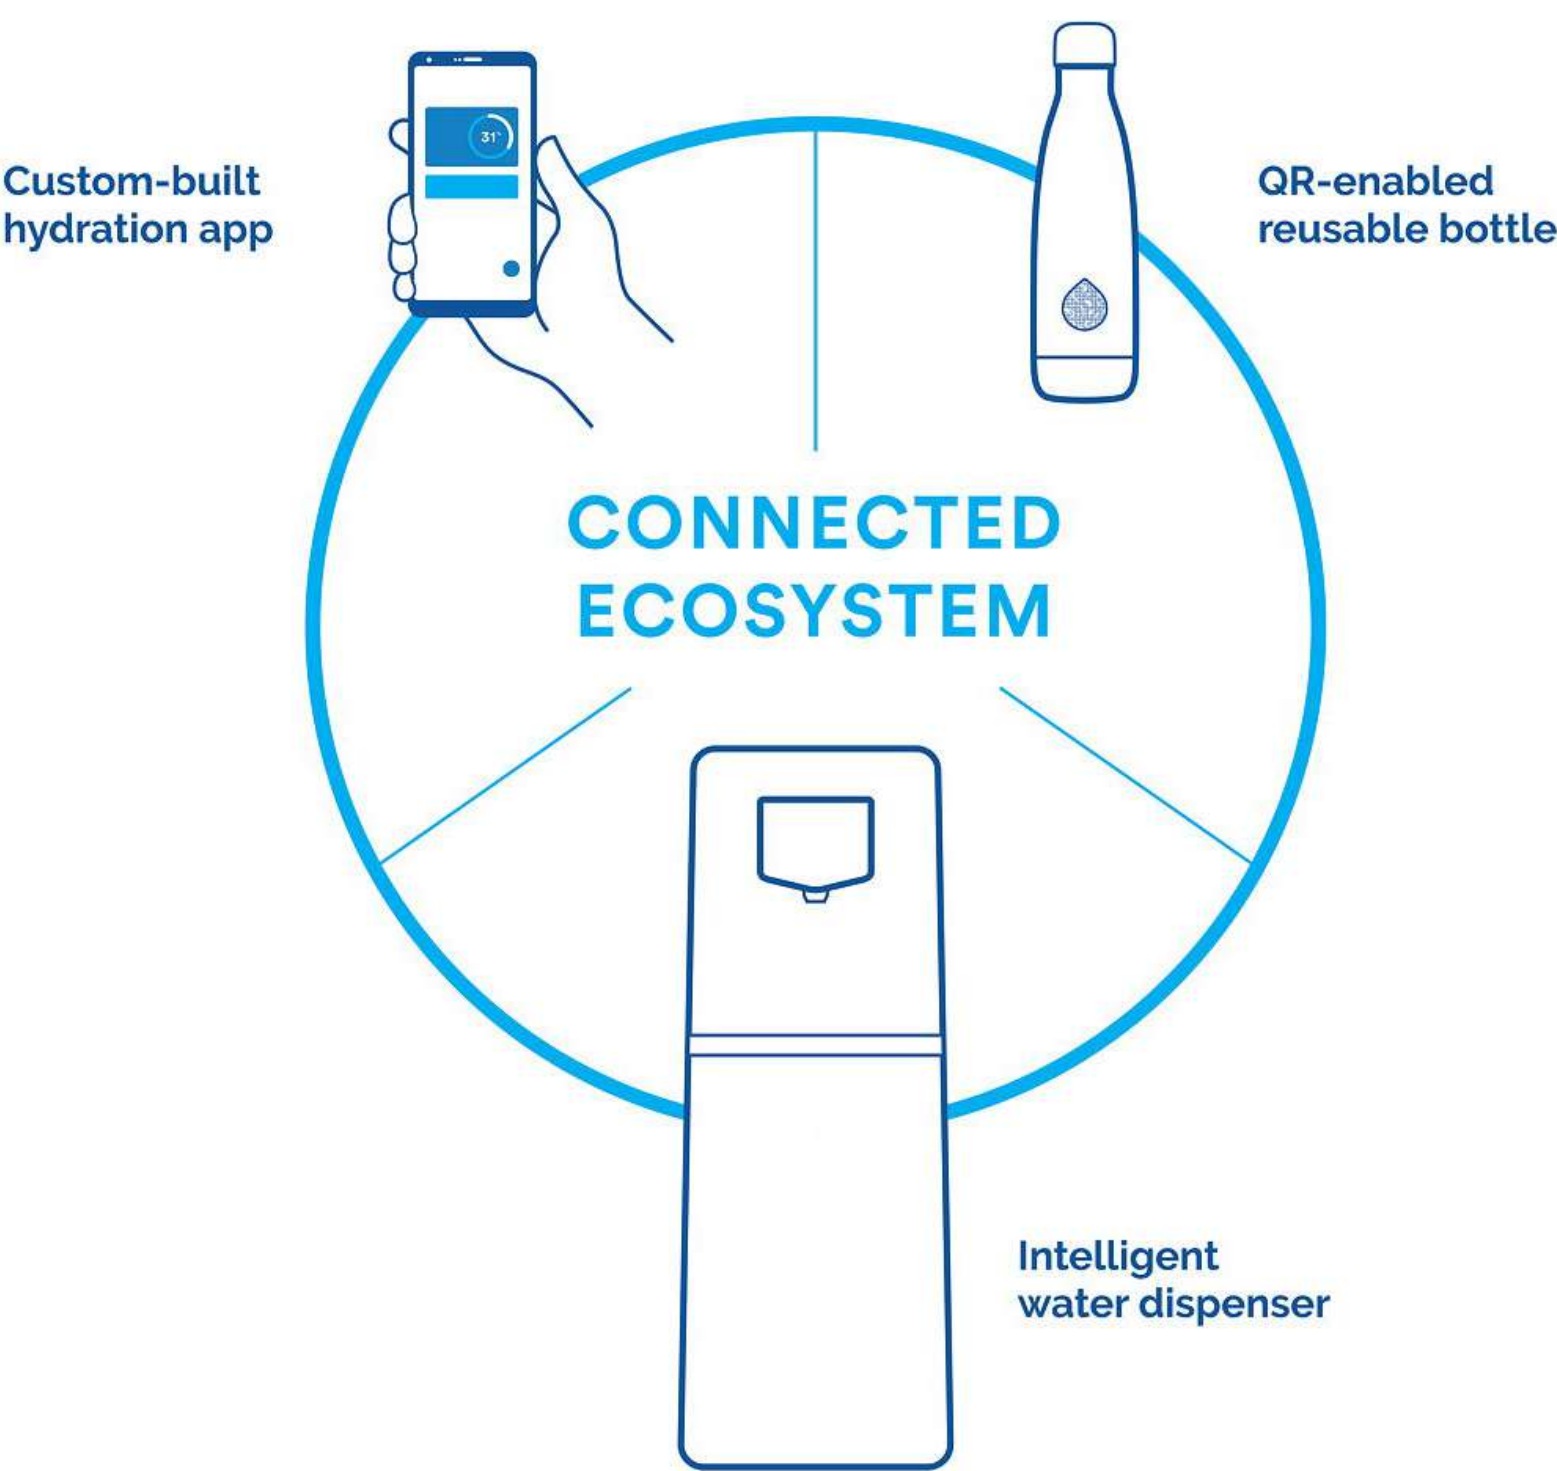 31
Custom-built
hydration app
QR-enabled
reusable bottle
CONNECTED
ECOSYSTEM
Intelligent
water dispenser